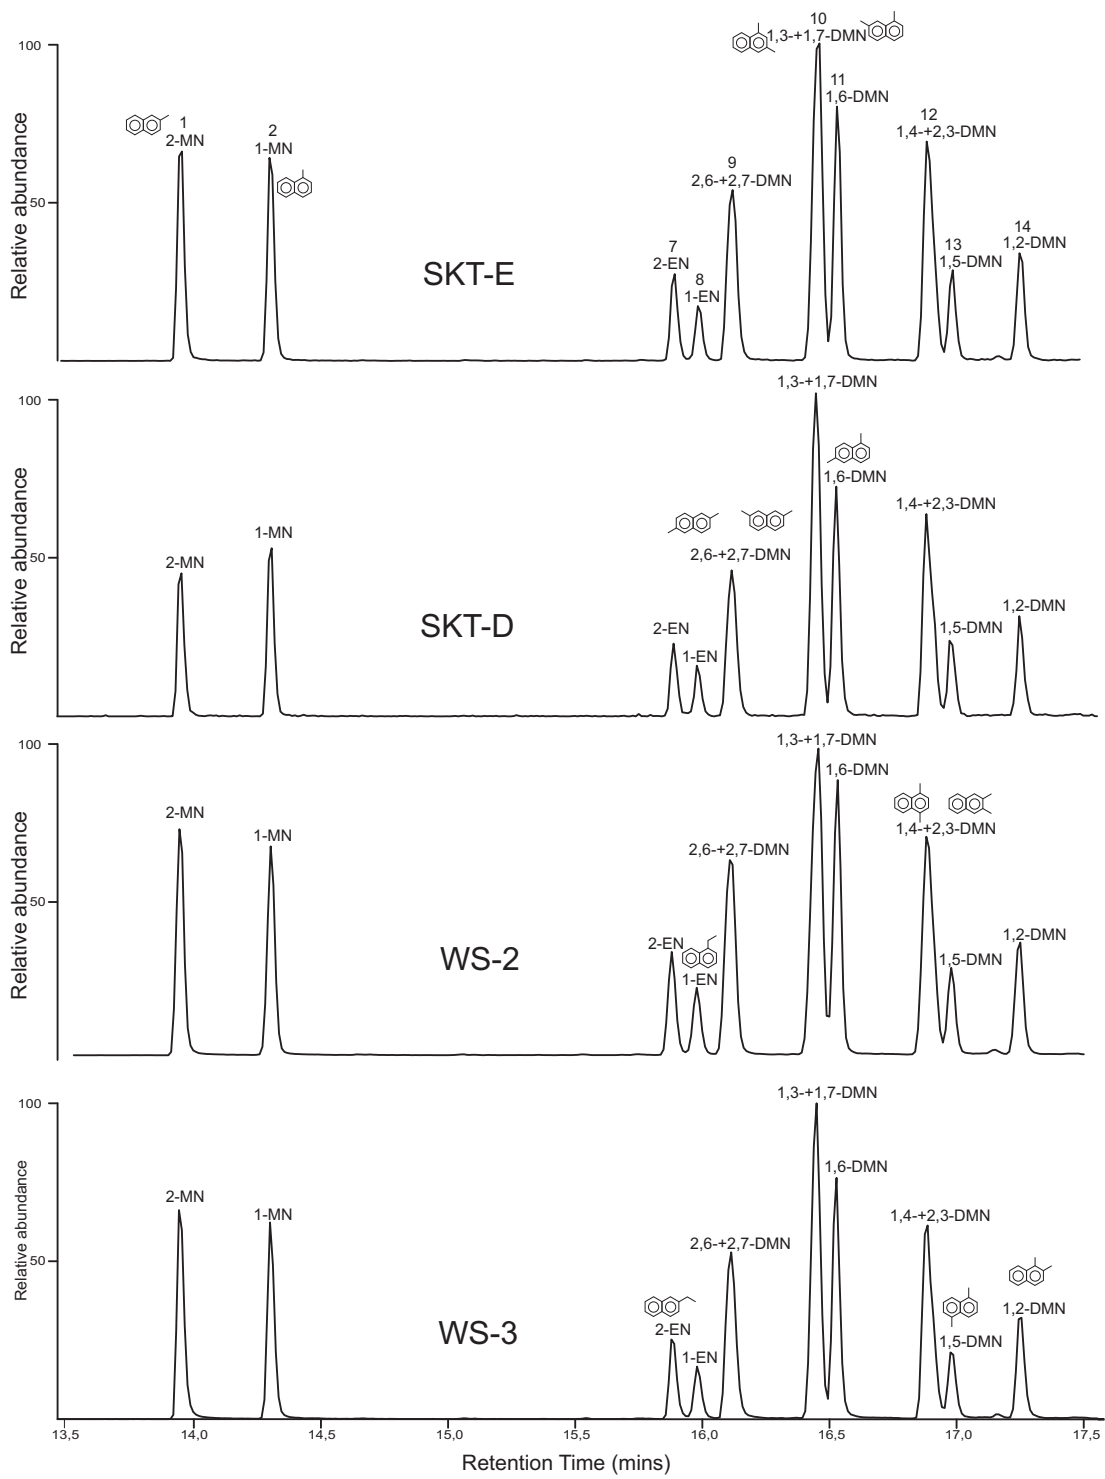 10
1,3-+1,7-DMN
100
11
1,6-DMN
12
1,4-+2,3-DMN
1
2-MN
2
1-MN
9
2,6-+2,7-DMN
50
7
2-EN
8
1-EN
14
1,2-DMN
13
1,5-DMN
SKT-E
Relative abundance
100
1,3-+1,7-DMN
1,6-DMN
1,4-+2,3-DMN
1-MN
2-MN
50
2,6-+2,7-DMN
1,2-DMN
2-EN
1-EN
1,5-DMN
SKT-D
Relative abundance
100
1,3-+1,7-DMN
1,6-DMN
2-MN
1-MN
1,4-+2,3-DMN
2,6-+2,7-DMN
50
2-EN
1-EN
1,2-DMN
1,5-DMN
WS-2
Relative abundance
100
1,3-+1,7-DMN
1,6-DMN
2-MN
1-MN
1,4-+2,3-DMN
2,6-+2,7-DMN
50
2-EN
1-EN
1,2-DMN
1,5-DMN
WS-3
Relative abundance
13,5 14,0 14,5 15,0 15,5 16,0 16,5 17,0 17,5
Retention Time (mins)